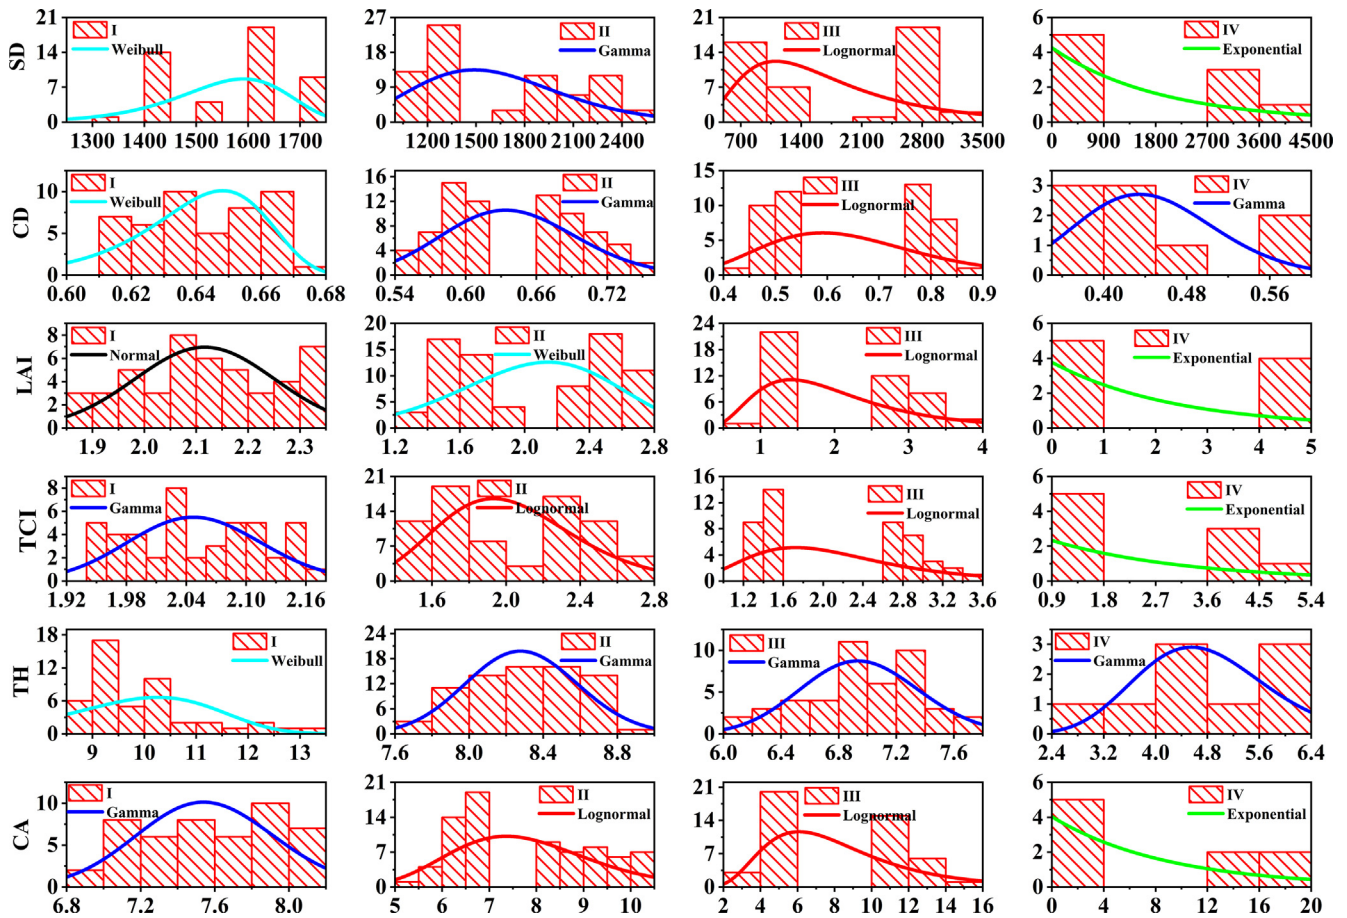 SD
21
14
7
0
1300 1400 1500 1600 1700
I
Weibull
27
18
9
0
1200 1500 1800 2100 2400
II
Gamma
21
14
7
0
700 1400 2100 2800 3500
III
Lognormal
6
4
2
0
0 900 1800 2700 3600 4500
IV
Exponential
CD
10
5
0
0.60 0.62 0.64 0.66 0.68
I
Weibull
16
12
8
4
0
0.54 0.60 0.66 0.72
II
Gamma
15
10
5
0
0.4 0.5 0.6 0.7 0.8 0.9
III
Lognormal
3
2
1
0
0.40 0.48 0.56
IV
Gamma
LAI
8
6
4
2
0
1.9 2.0 2.1 2.2 2.3
I
Normal
20
15
10
5
0
1.2 1.6 2.0 2.4 2.8
II
Weibull
24
18
12
6
0
1 2 3 4
III
Lognormal
6
4
2
0
0 1 2 3 4 5
IV
Exponential
TCI
8
6
4
2
0
1.92 1.98 2.04 2.10 2.16
I
Gamma
21
14
7
0
1.6 2.0 2.4 2.8
II
Lognormal
16
12
8
4
0
1.2 1.6 2.0 2.4 2.8 3.2 3.6
III
Lognormal
6
4
2
0
0.9 1.8 2.7 3.6 4.5 5.4
IV
Exponential
TH
18
12
6
0
9 10 11 12 13
I
Weibull
24
18
12
6
0
7.6 8.0 8.4 8.8
II
Gamma
10
5
0
6.0 6.4 6.8 7.2 7.6
III
Gamma
3
2
1
0
2.4 3.2 4.0 4.8 5.6 6.4
IV
Gamma
CA
10
5
0
6.8 7.2 7.6 8.0
I
Gamma
21
14
7
0
5 6 7 8 9 10
II
Lognormal
21
14
7
0
2 4 6 8 10 12 14 16
III
Lognormal
6
4
2
0
0 4 8 12 16 20
IV
Exponential